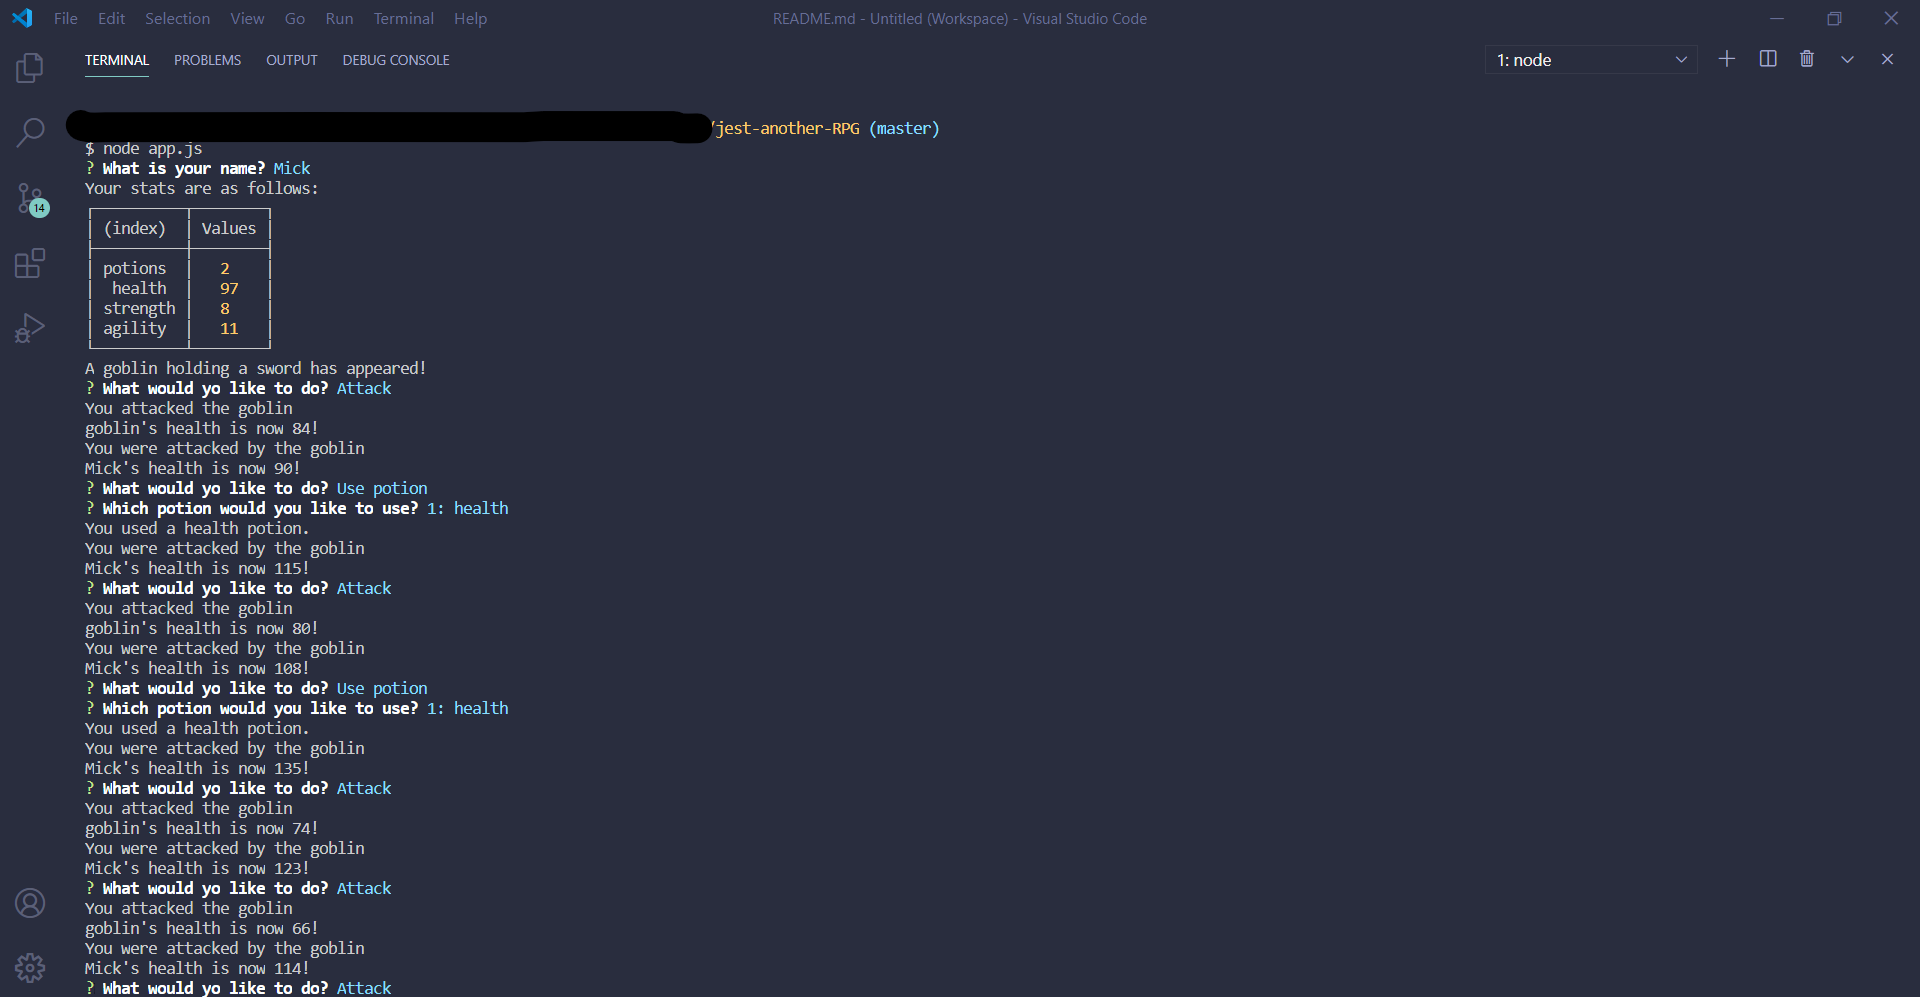 File Edit Selection View Go Run Terminal Help README.md - Untitled (Workspace) - Visual Studio Code
TERMINAL PROBLEMS OUTPUT DEBUG CONSOLE 1: node
/jest-another-RPG (master)
$ node app.js
? What is your name? Mick
Your stats are as follows:
(index) Values
potions 2
health 97
strength 8
agility 11
A goblin holding a sword has appeared!
? What would yo like to do? Attack
You attacked the goblin
goblin's health is now 84!
You were attacked by the goblin
Mick's health is now 90!
? What would yo like to do? Use potion
? Which potion would you like to use? 1: health
You used a health potion.
You were attacked by the goblin
Mick's health is now 115!
? What would yo like to do? Attack
You attacked the goblin
goblin's health is now 80!
You were attacked by the goblin
Mick's health is now 108!
? What would yo like to do? Use potion
? Which potion would you like to use? 1: health
You used a health potion.
You were attacked by the goblin
Mick's health is now 135!
? What would yo like to do? Attack
You attacked the goblin
goblin's health is now 74!
You were attacked by the goblin
Mick's health is now 123!
? What would yo like to do? Attack
You attacked the goblin
goblin's health is now 66!
You were attacked by the goblin
Mick's health is now 114!
? What would yo like to do? Attack
14